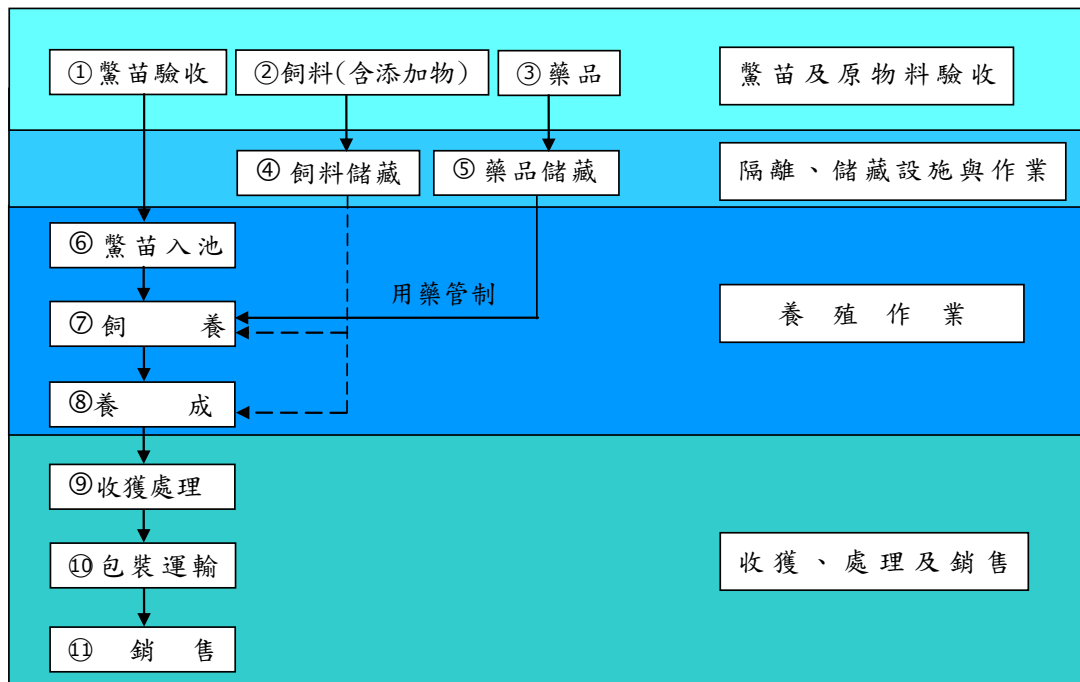 ①鱉苗驗收
②飼料(含添加物)
③藥品
鱉苗及原物料驗收
④飼料儲藏
⑤藥品儲藏
隔離、儲藏設施與作業
⑥鱉苗入池
用藥管制
⑦飼養
養殖作業
⑧養成
⑨收獲處理
⑩包裝運輸
收獲、處理及銷售
⑪銷售